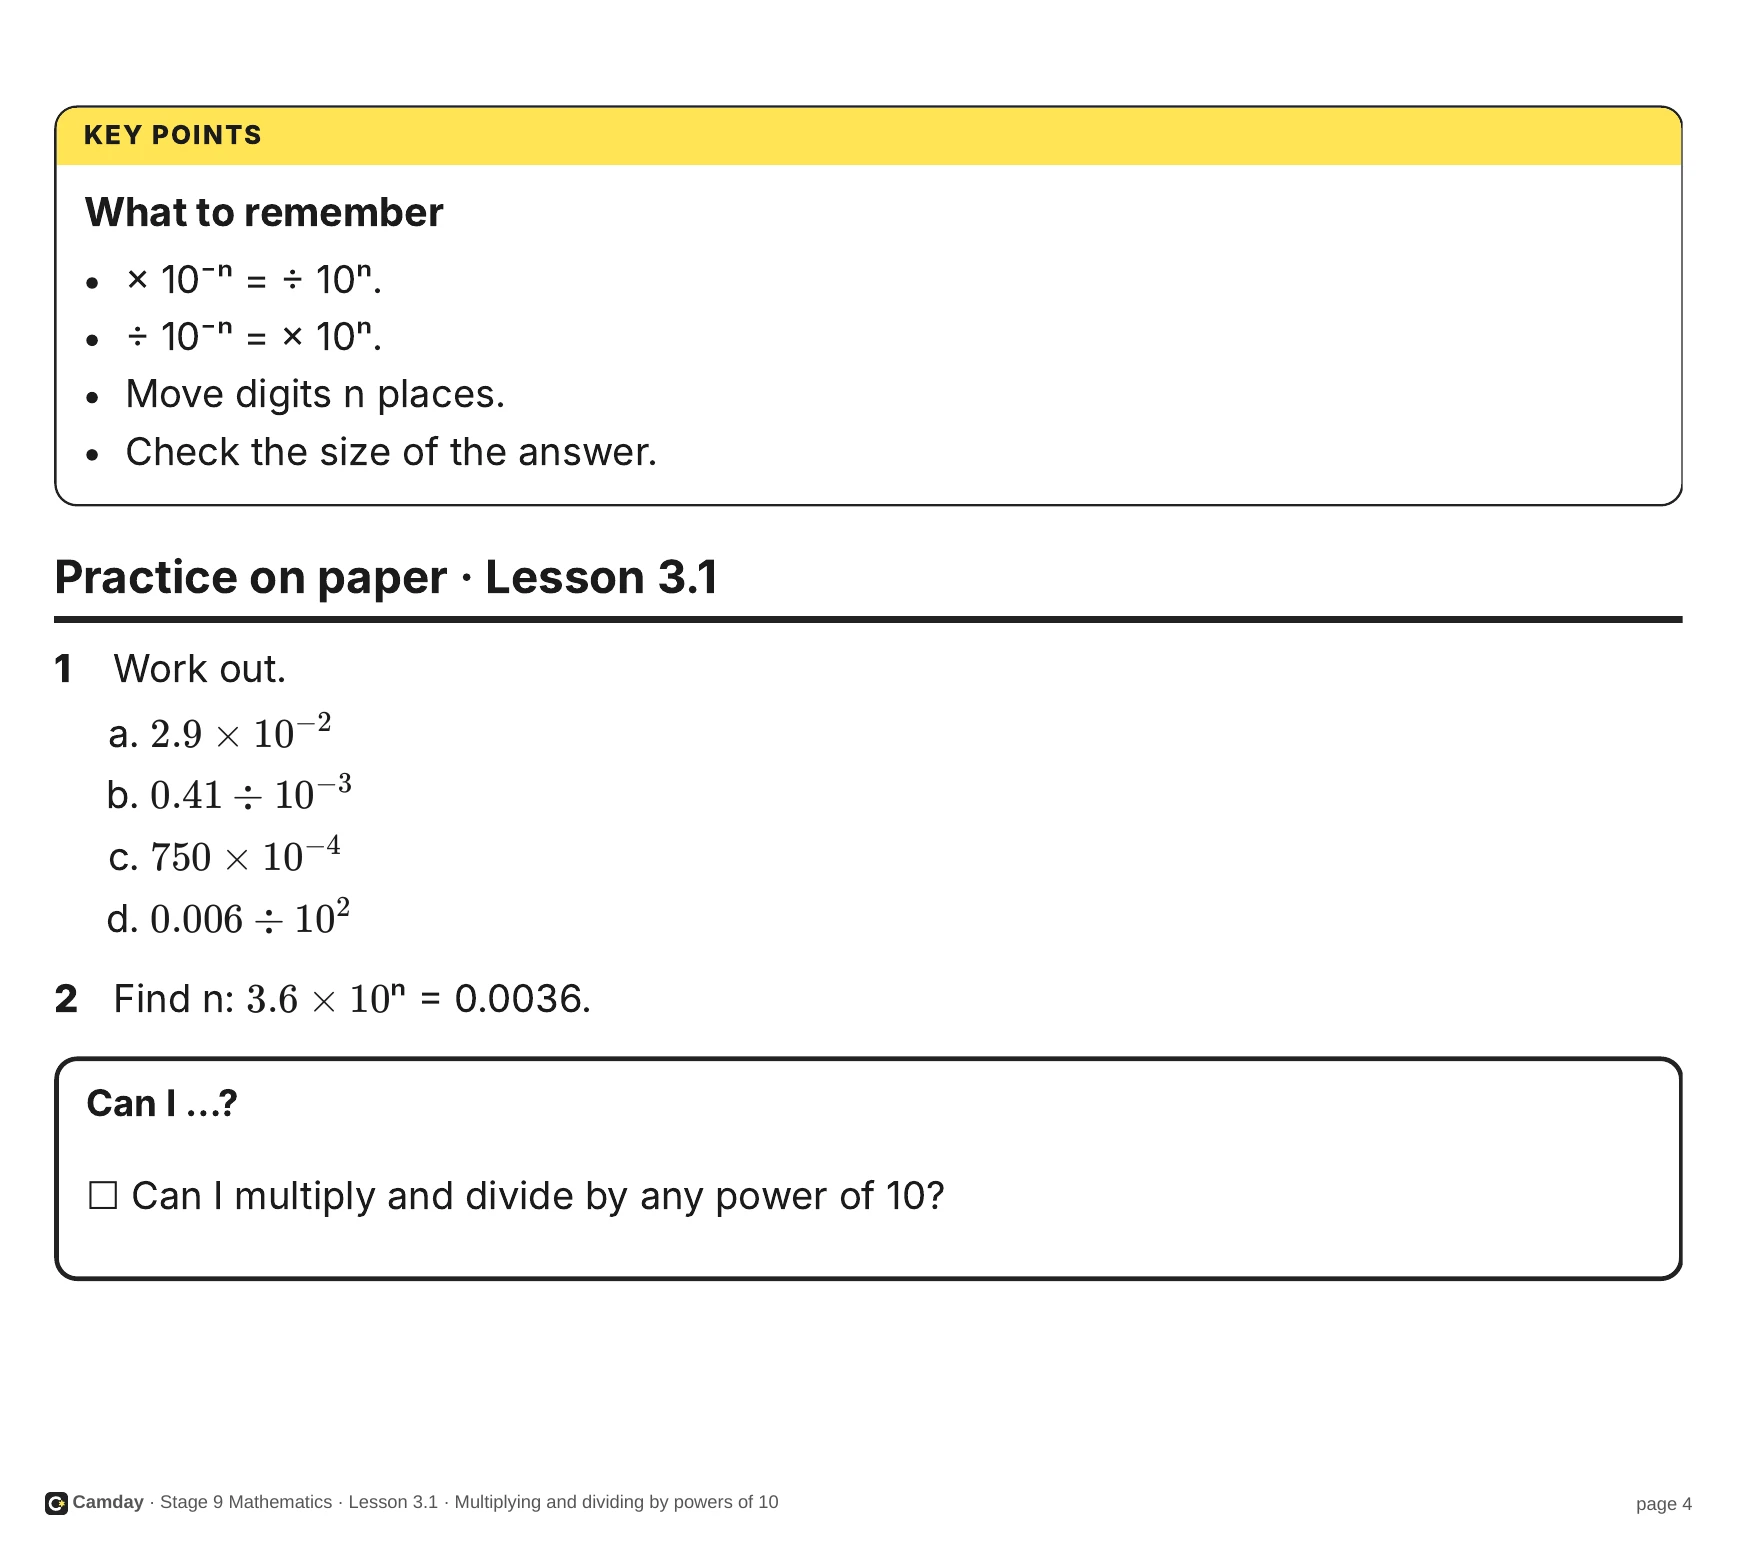 KEY POINTS
What to remember
• × 10⁻ⁿ = ÷ 10ⁿ.
• ÷ 10⁻ⁿ = × 10ⁿ.
• Move digits n places.
• Check the size of the answer.
Practice on paper · Lesson 3.1
1 Work out.
a. 2.9 × 10⁻²
b. 0.41 ÷ 10⁻³
c. 750 × 10⁻⁴
d. 0.006 ÷ 10²
2 Find n: 3.6 × 10ⁿ = 0.0036.
Can I …?
☐ Can I multiply and divide by any power of 10?
Camday · Stage 9 Mathematics · Lesson 3.1 · Multiplying and dividing by powers of 10
page 4